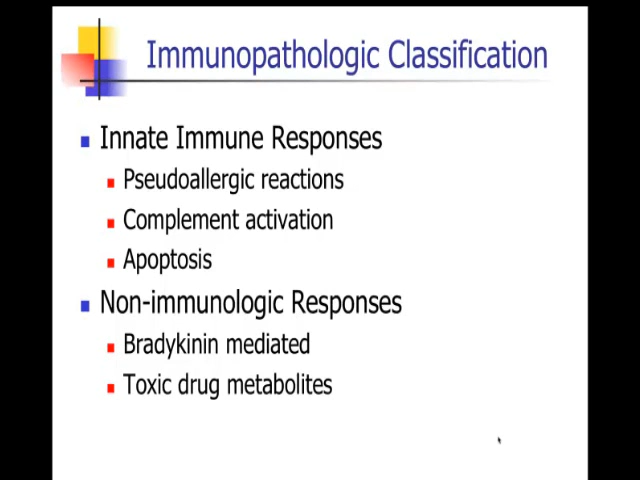 Immunopathologic Classification
Innate Immune Responses
Pseudoallergic reactions
Complement activation
Apoptosis
Non-immunologic Responses
Bradykinin mediated
Toxic drug metabolites